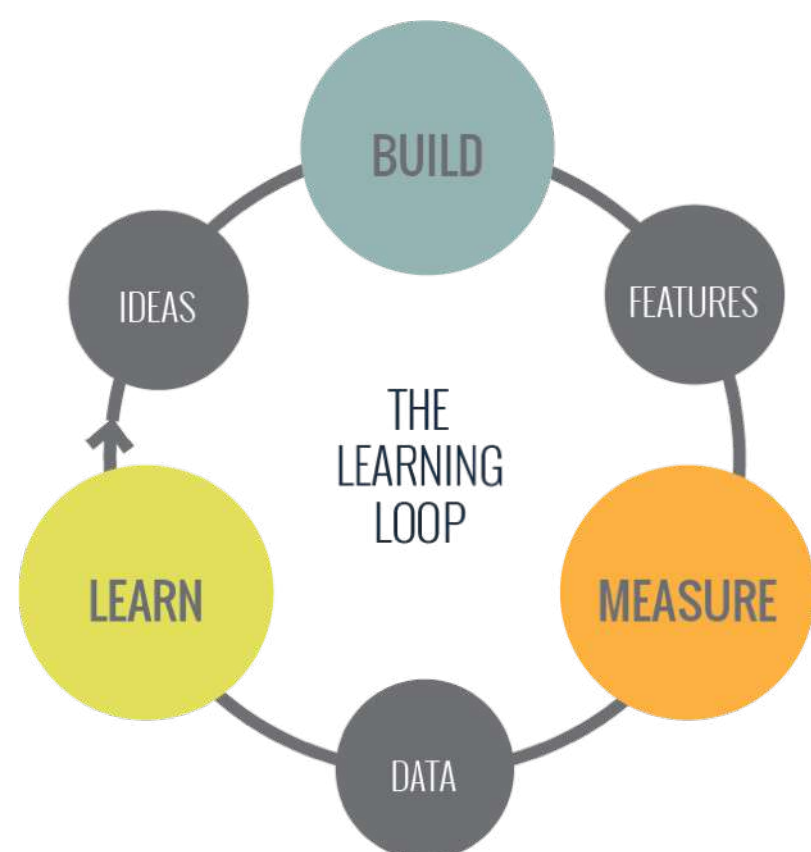 BUILD
IDEAS
FEATURES
THE
LEARNING
LOOP
LEARN
MEASURE
DATA